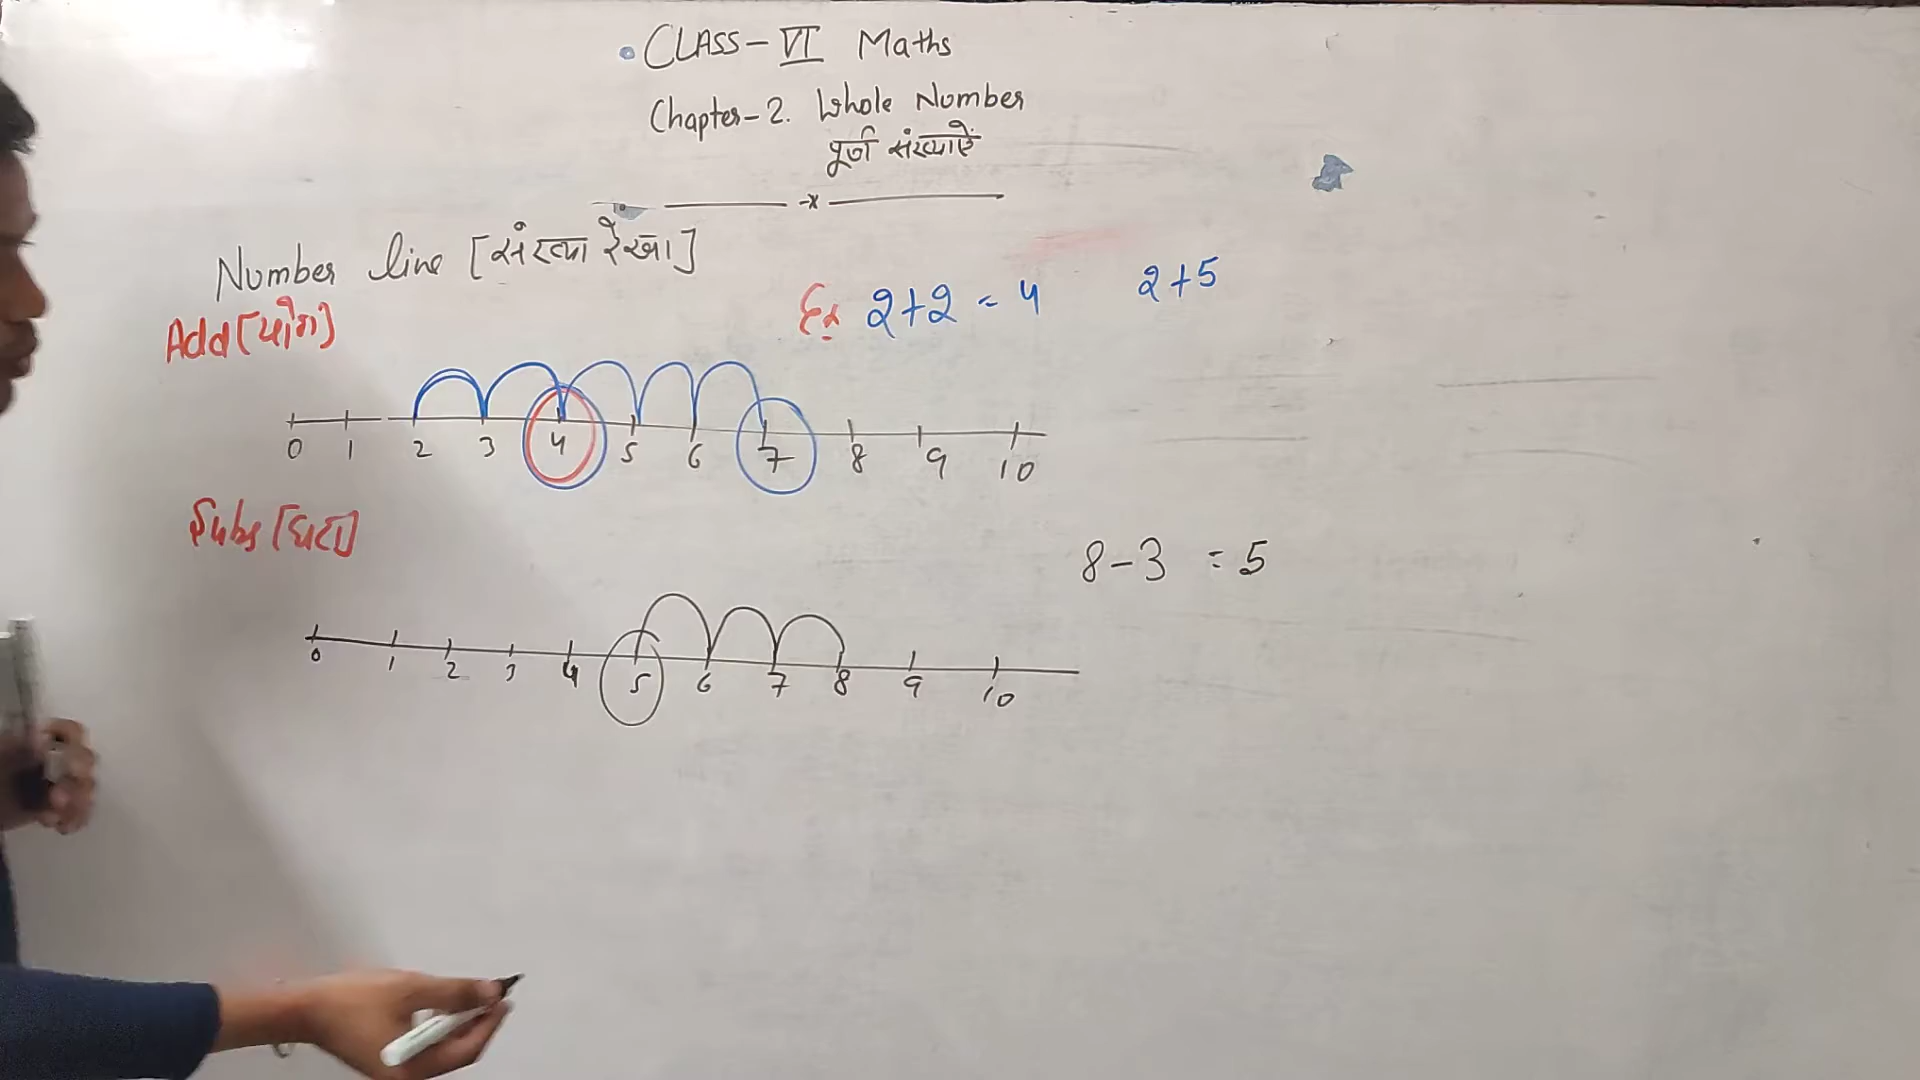 CLASS-VI Maths
Chapter-2. Whole Number
पूर्ण संख्याऐं
Number line [संख्या रेखा]
Add [योग]
Ex 2+2 = 4
2+5
0 1 2 3 4 5 6 7 8 9 10
Subs [घटा]
8-3 = 5
0 1 2 3 4 5 6 7 8 9 10